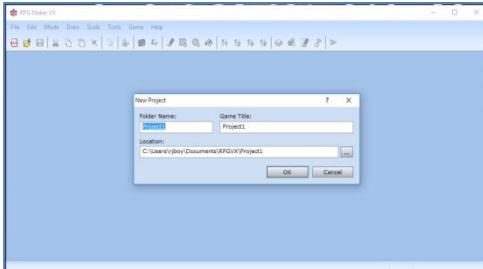 RPG Maker VX
File Edit Mode Draw Scale Tools Game Help
New Project ? X
Folder Name: Game Title:
Project1 Project1
Location:
C:\Users\rjboy\Documents\RPGVX\Project1 ...
OK Cancel